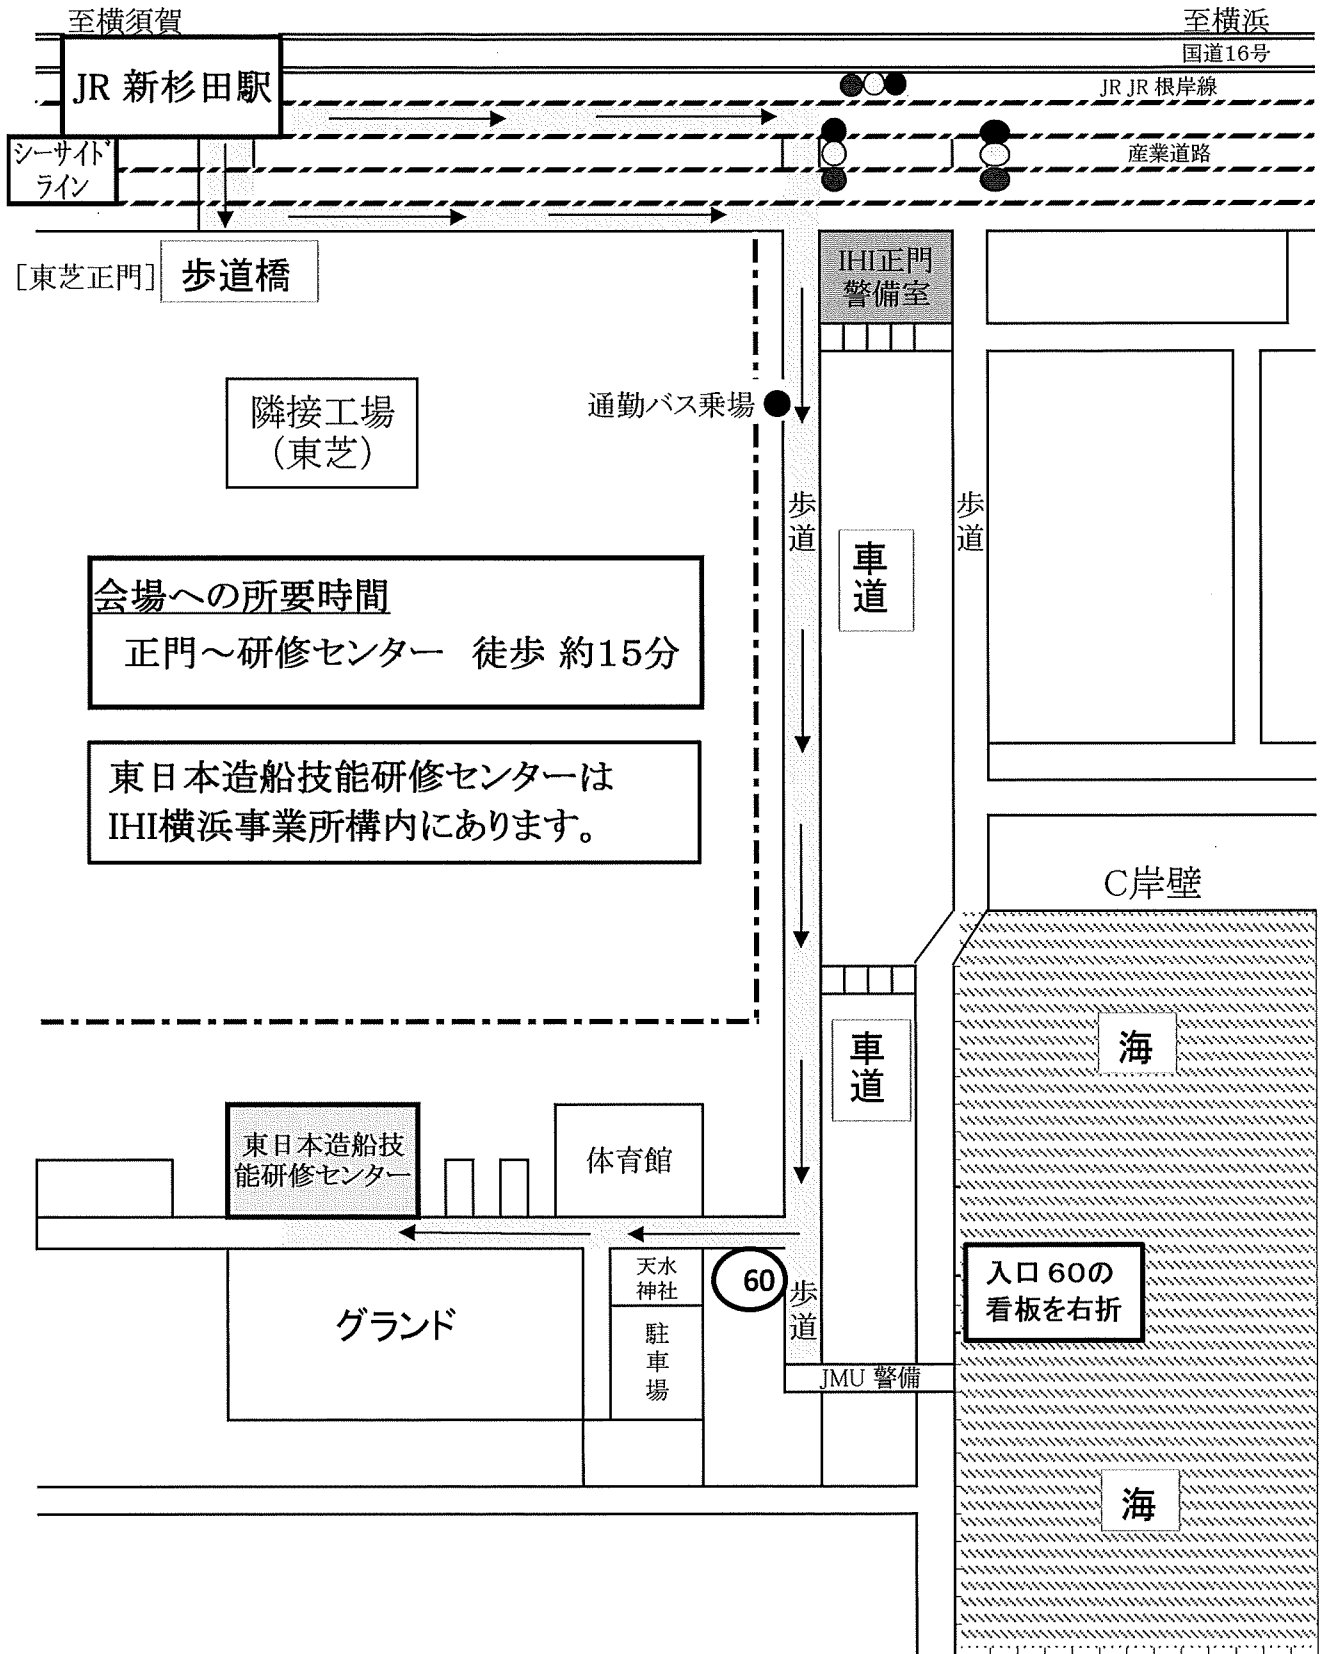 至横須賀
至横浜
国道16号
JR 新杉田駅
JR JR 根岸線
シーサイド
ライン
産業道路
[東芝正門]
歩道橋
IHI正門
警備室
隣接工場
（東芝）
通勤バス乗場
歩道
車道
歩道
会場への所要時間
正門～研修センター 徒歩 約15分
東日本造船技能研修センターは
IHI横浜事業所構内にあります。
C岸壁
海
車道
東日本造船技
能研修センター
体育館
天水
神社
60
歩道
入口 60の
看板を右折
グランド
駐車場
JMU 警備
海